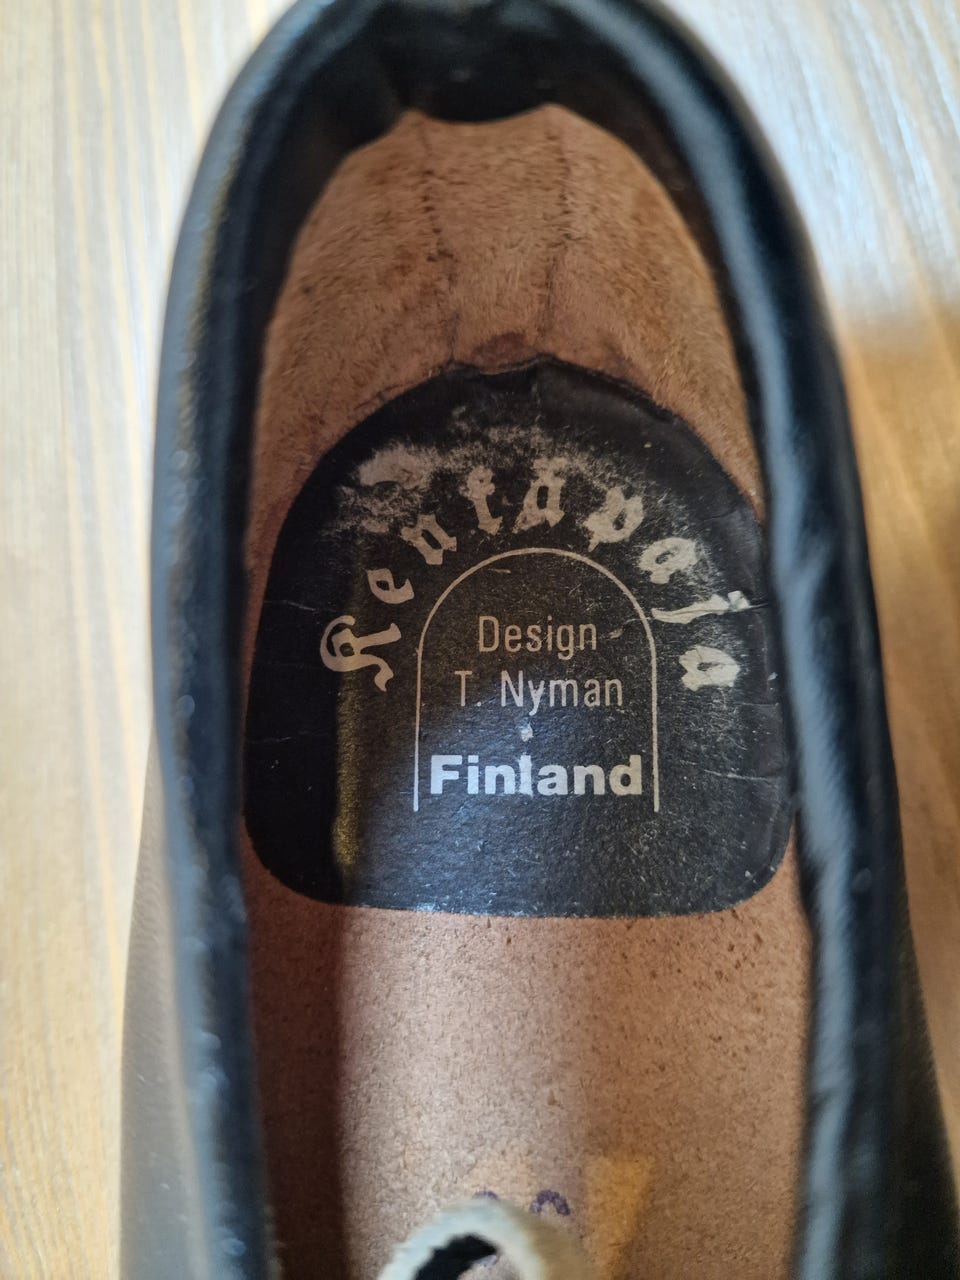 Kenkäpaja
Design
T. Nyman
Finland